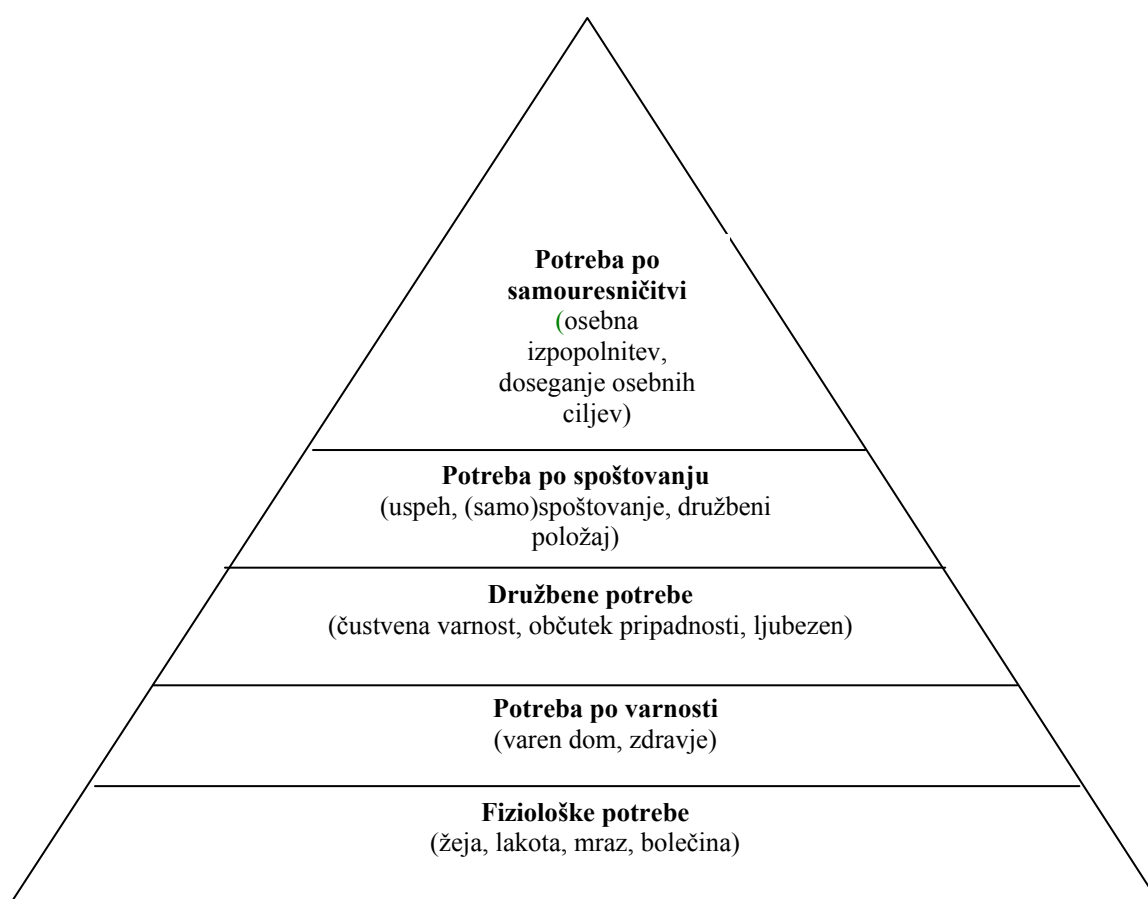 Potreba po
samouresničitvi
(osebna
izpopolnitev,
doseganje osebnih
ciljev)
Potreba po spoštovanju
(uspeh, (samo)spoštovanje, družbeni
položaj)
Družbene potrebe
(čustvena varnost, občutek pripadnosti, ljubezen)
Potreba po varnosti
(varen dom, zdravje)
Fiziološke potrebe
(žeja, lakota, mraz, bolečina)